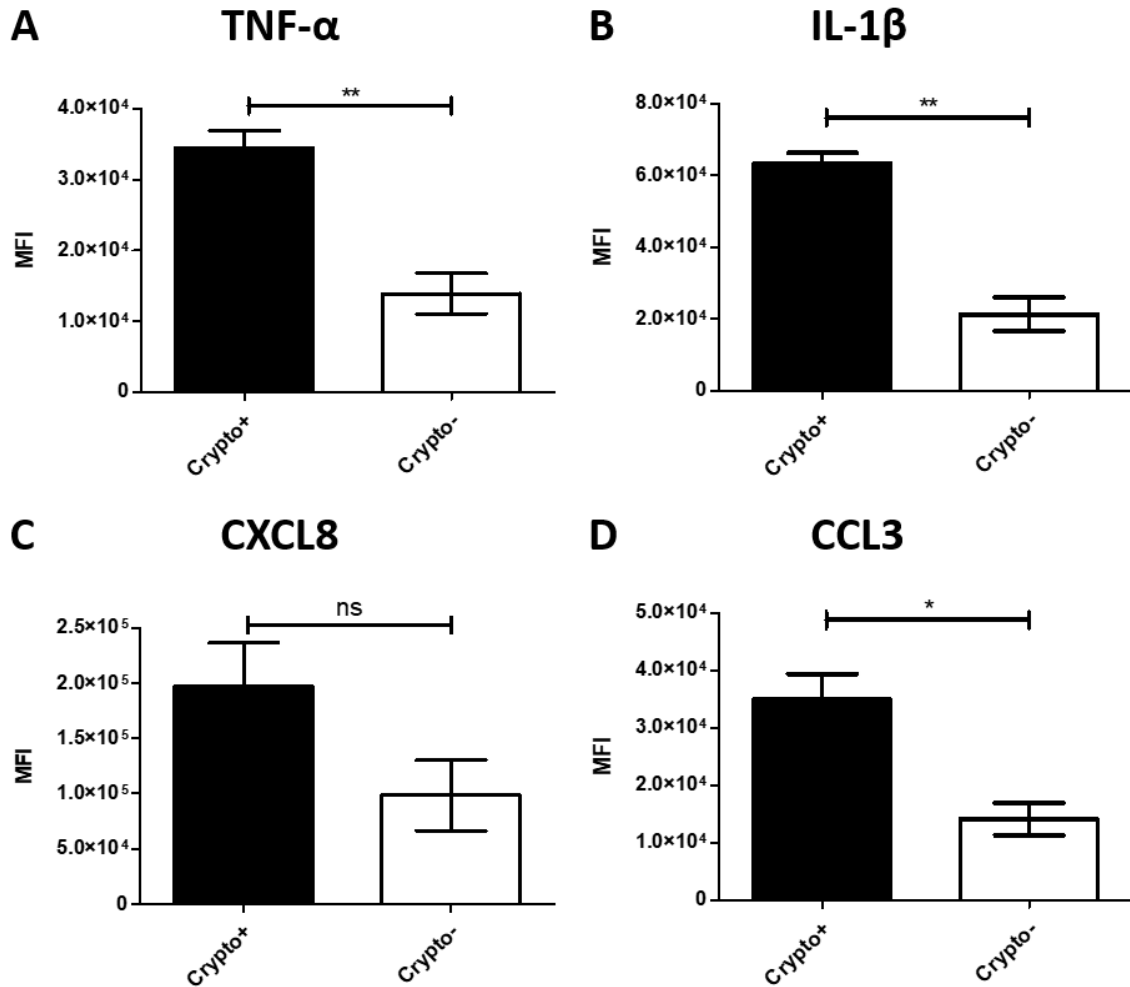 A TNF-α
4.0×10⁴
3.0×10⁴
2.0×10⁴
1.0×10⁴
0
MFI
**
Crypto+
Crypto-
B IL-1β
8.0×10⁴
6.0×10⁴
4.0×10⁴
2.0×10⁴
0
MFI
**
Crypto+
Crypto-
C CXCL8
2.5×10⁵
2.0×10⁵
1.5×10⁵
1.0×10⁵
5.0×10⁴
0
MFI
ns
Crypto+
Crypto-
D CCL3
5.0×10⁴
4.0×10⁴
3.0×10⁴
2.0×10⁴
1.0×10⁴
0
MFI
*
Crypto+
Crypto-